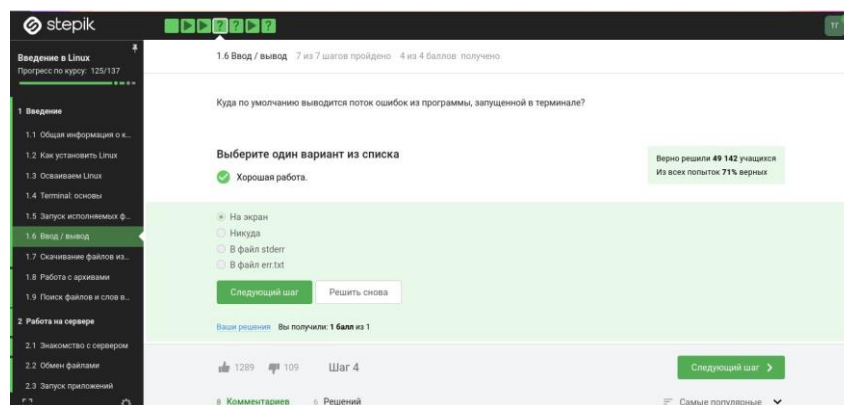 stepik
ТГ
Введение в Linux
Прогресс по курсу: 125/137
1.6 Ввод / вывод 7 из 7 шагов пройдено 4 из 4 баллов получено
Куда по умолчанию выводится поток ошибок из программы, запущенной в терминале?
1 Введение
1.1 Общая информация о к...
1.2 Как установить Linux
1.3 Осваиваем Linux
1.4 Terminal: основы
1.5 Запуск исполняемых ф...
1.6 Ввод / вывод
1.7 Скачивание файлов из...
1.8 Работа с архивами
1.9 Поиск файлов и слов в...
2 Работа на сервере
2.1 Знакомство с сервером
2.2 Обмен файлами
2.3 Запуск приложений
Выберите один вариант из списка
Хорошая работа.
Верно решили 49 142 учащихся
Из всех попыток 71% верных
На экран
Никуда
В файл stderr
В файл err.txt
Следующий шаг Решить снова
Ваши решения Вы получили: 1 балл из 1
1289 109 Шаг 4 Следующий шаг
8 Комментариев 6 Решений Самые популярные